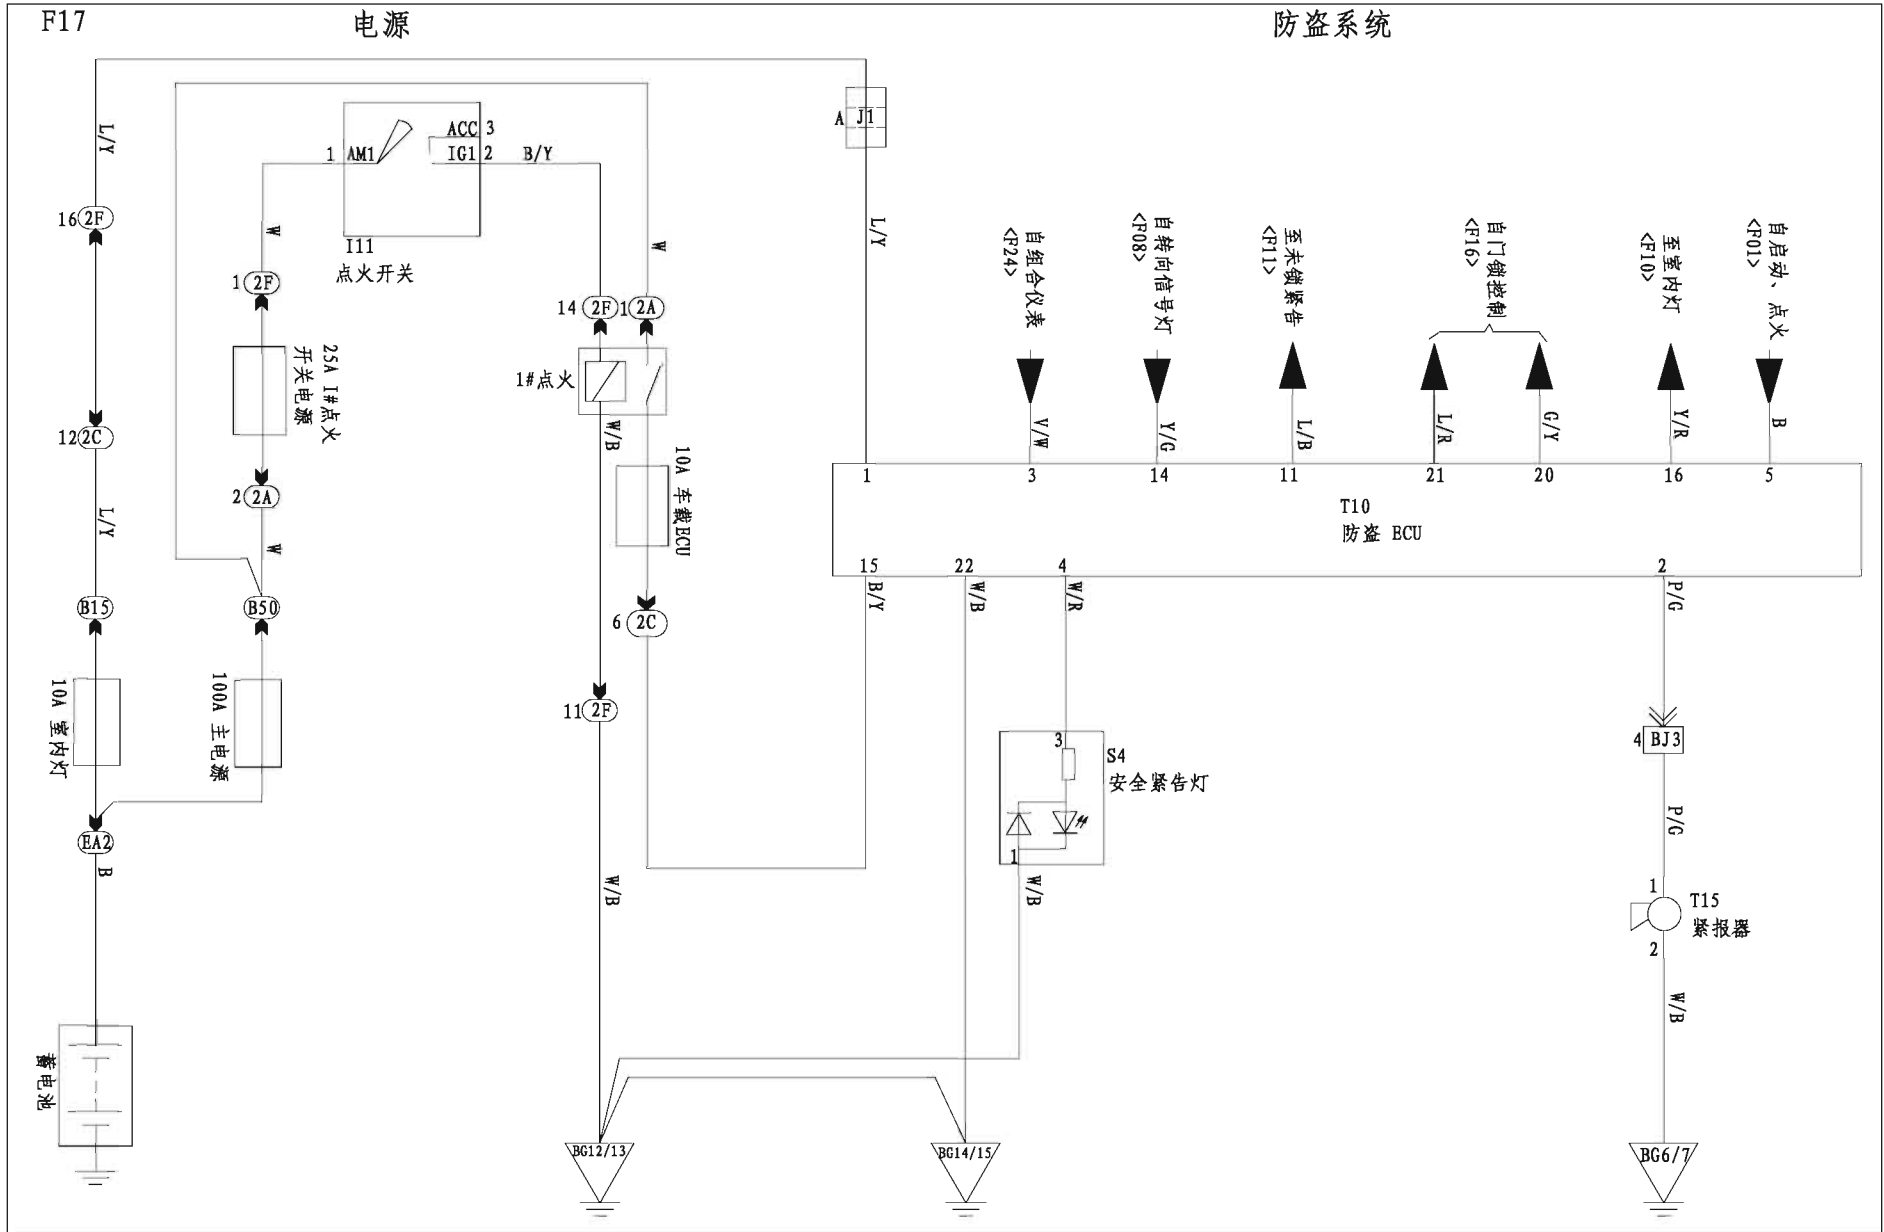 F17
电源
防盗系统
A J1
L/Y
ACC 3
1 AM1
IG1 2
B/Y
I11
点火开关
16 2F
W
1 2F
W
14 2F
1 2A
L/Y
自组合仪表
<F24>
自转向信号灯
<F08>
至未锁紧告
<F11>
自门锁控制
<F16>
至室内灯
<F10>
自启动、点火
<F01>
25A I#点火
开关电源
1#点火
W/B
10A 车载ECU
V/W
Y/G
L/B
L/R
G/Y
Y/R
B
12 2C
2 2A
L/Y
W
1
3
14
11
21
20
16
5
T10
防盗 ECU
15
22
4
2
B/Y
W/B
W/R
P/G
B15
B50
6 2C
10A 室内灯
100A 主电源
11 2F
4 BJ3
3
S4
安全紧告灯
1
P/G
EA2
B
W/B
W/B
1
T15
紧报器
2
W/B
蓄电池
BG12/13
BG14/15
BG6/7